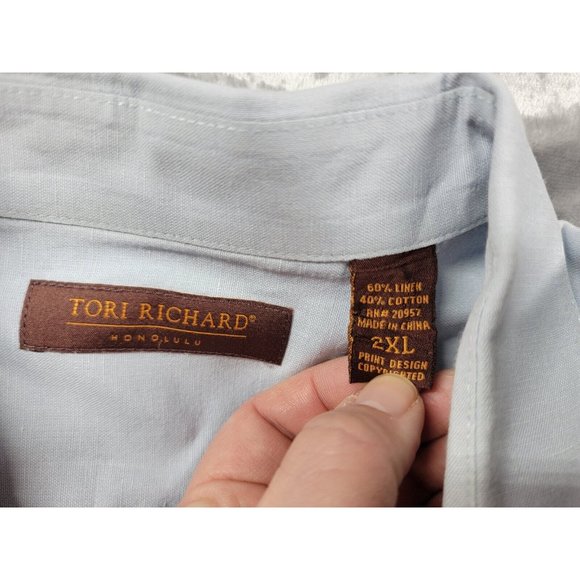 TORI RICHARD®
HONOLULU
60% LINEN
40% COTTON
RN# 20957
MADE IN CHINA
2XL
PRINT DESIGN
COPYRIGHTED